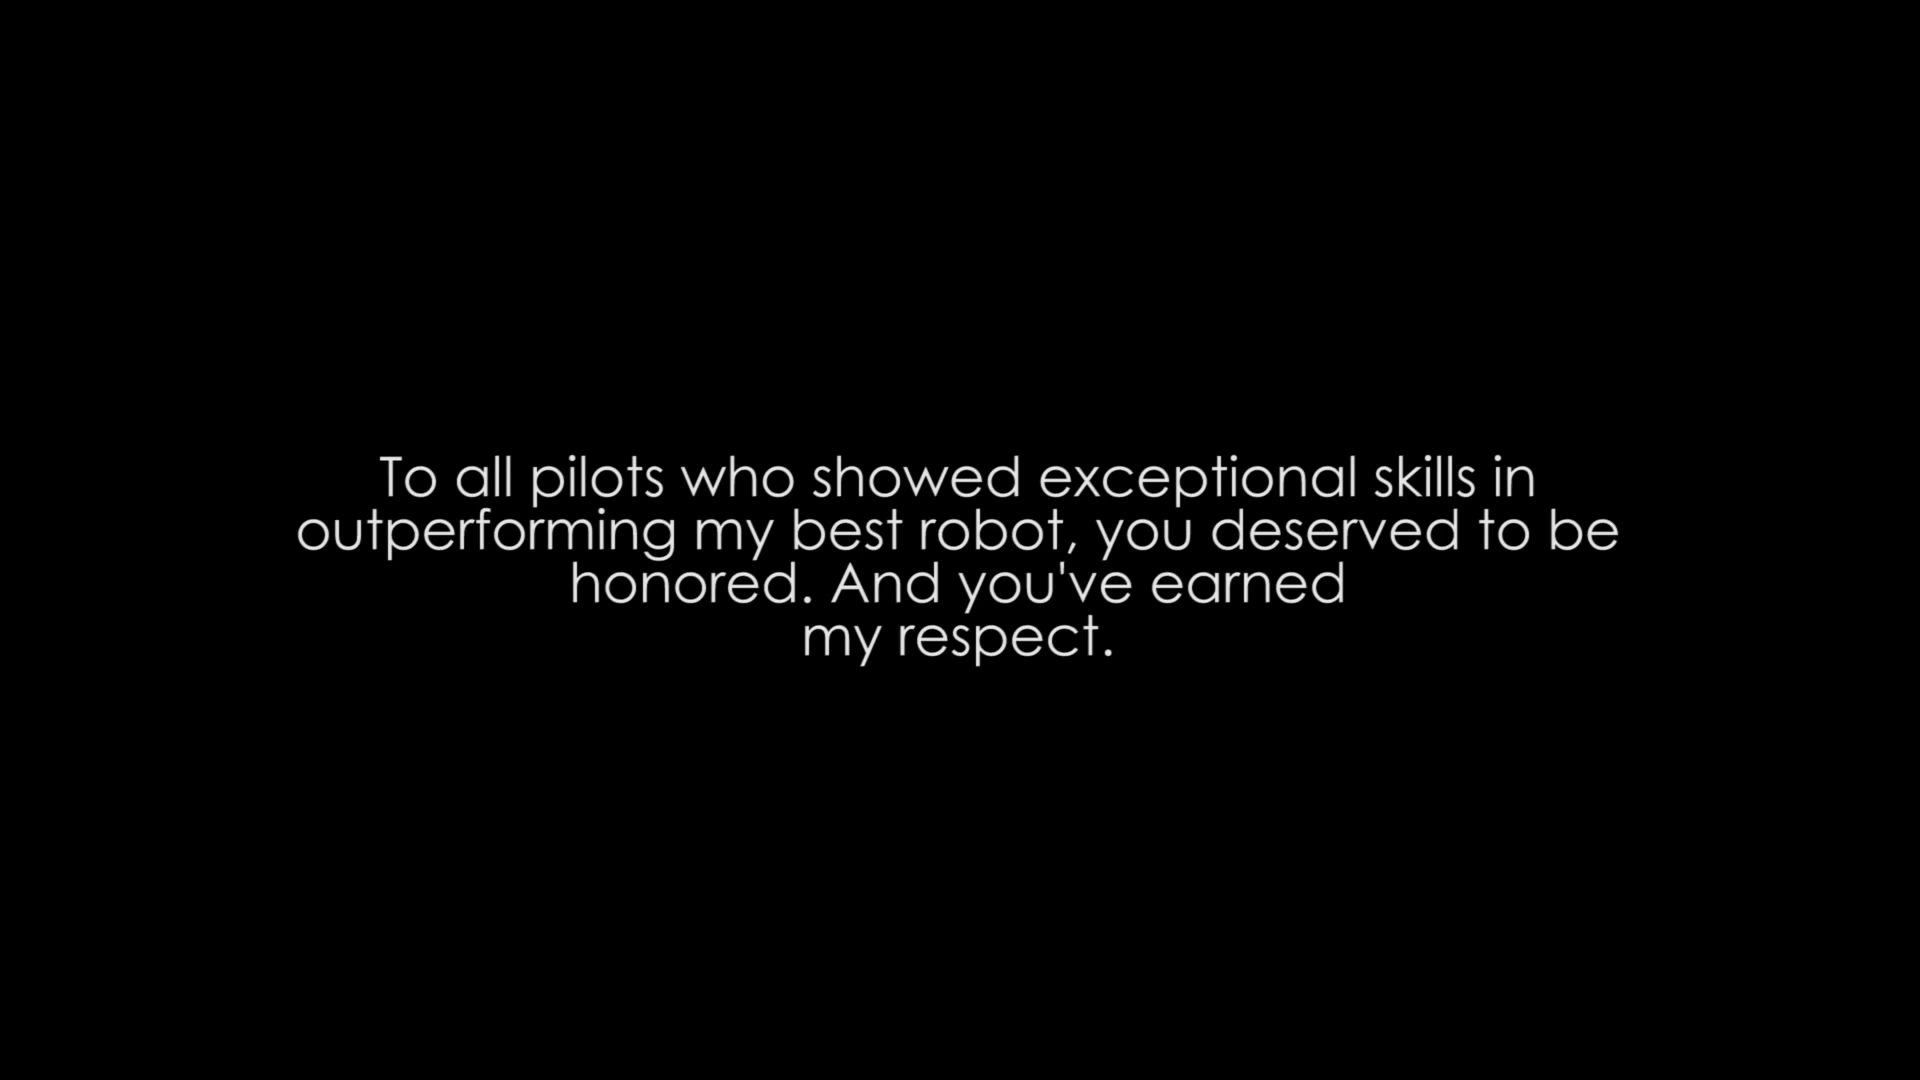 To all pilots who showed exceptional skills in
outperforming my best robot, you deserved to be
honored. And you've earned
my respect.